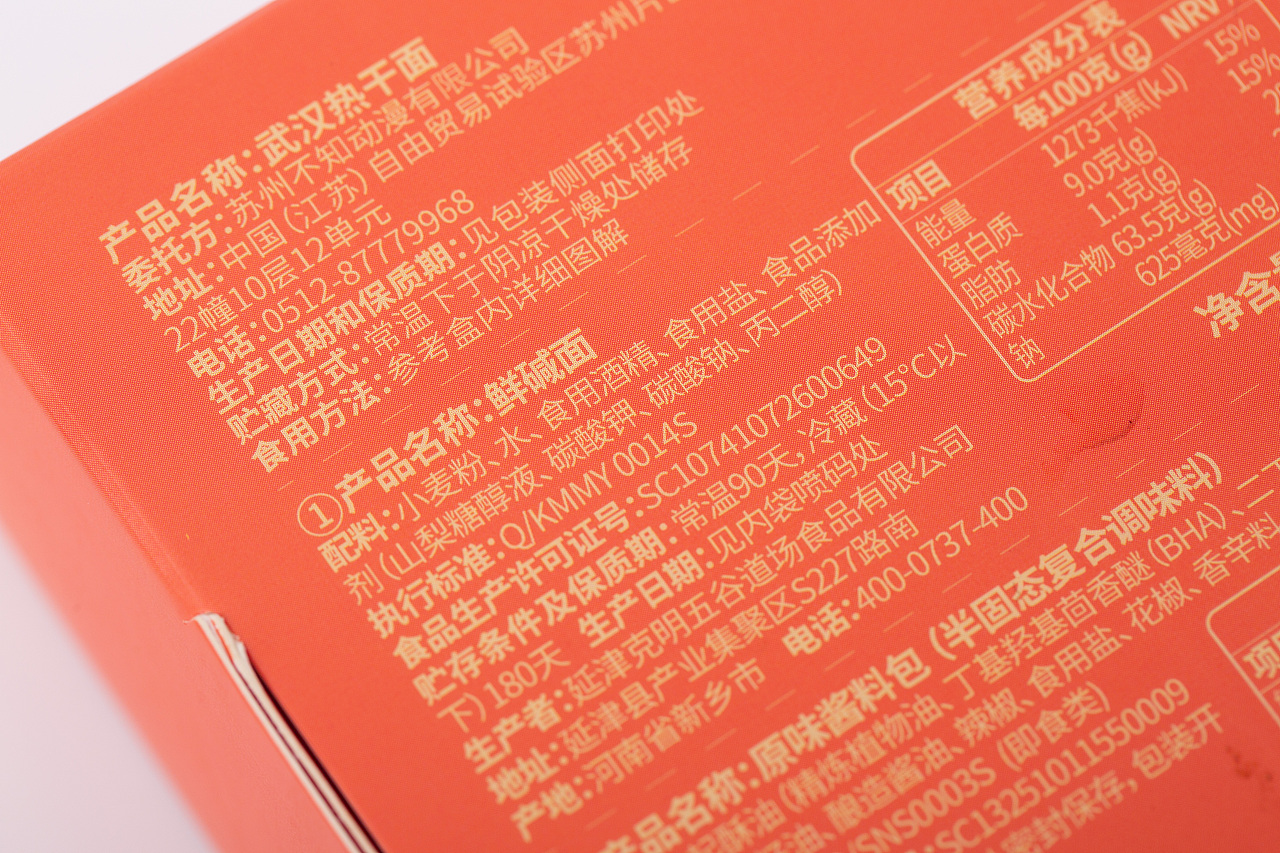 产品名称：武汉热干面
委托方：苏州不知动漫有限公司
地址：中国（江苏）自由贸易试验区苏州片
22幢10层12单元
电话：0512-87779968
生产日期和保质期：见包装侧面打印处
贮藏方式：常温下于阴凉干燥处储存
食用方法：参考盒内详细图解
①产品名称：鲜碱面
配料：小麦粉、水、食用酒精、食用盐、食品添加
剂（山梨糖醇液、碳酸钾、碳酸钠、丙二醇）
执行标准：Q/KMMY 0014S
食品生产许可证号：SC10741072600649
贮存条件及保质期：常温90天，冷藏（15°C以
下）180天 生产日期：见内袋喷码处
生产者：延津克明五谷道场食品有限公司
地址：延津县产业集聚区S227路南
产地：河南省新乡市 电话：400-0737-400
产品名称：原味酱料包（半固态复合调味料）
起酥油（精炼植物油、丁基羟基茴香醚（BHA）、二
油、酿造酱油、辣椒、食用盐、花椒、香辛料
SNS0003S（即食类）
SC13251011550009
密封保存，包装开
营养成分表
项目 每100克(g) NRV
能量 1273千焦(kJ) 15%
蛋白质 9.0克(g) 15%
脂肪 1.1克(g)
碳水化合物 63.5克(g)
钠 625毫克(mg)
净含
项